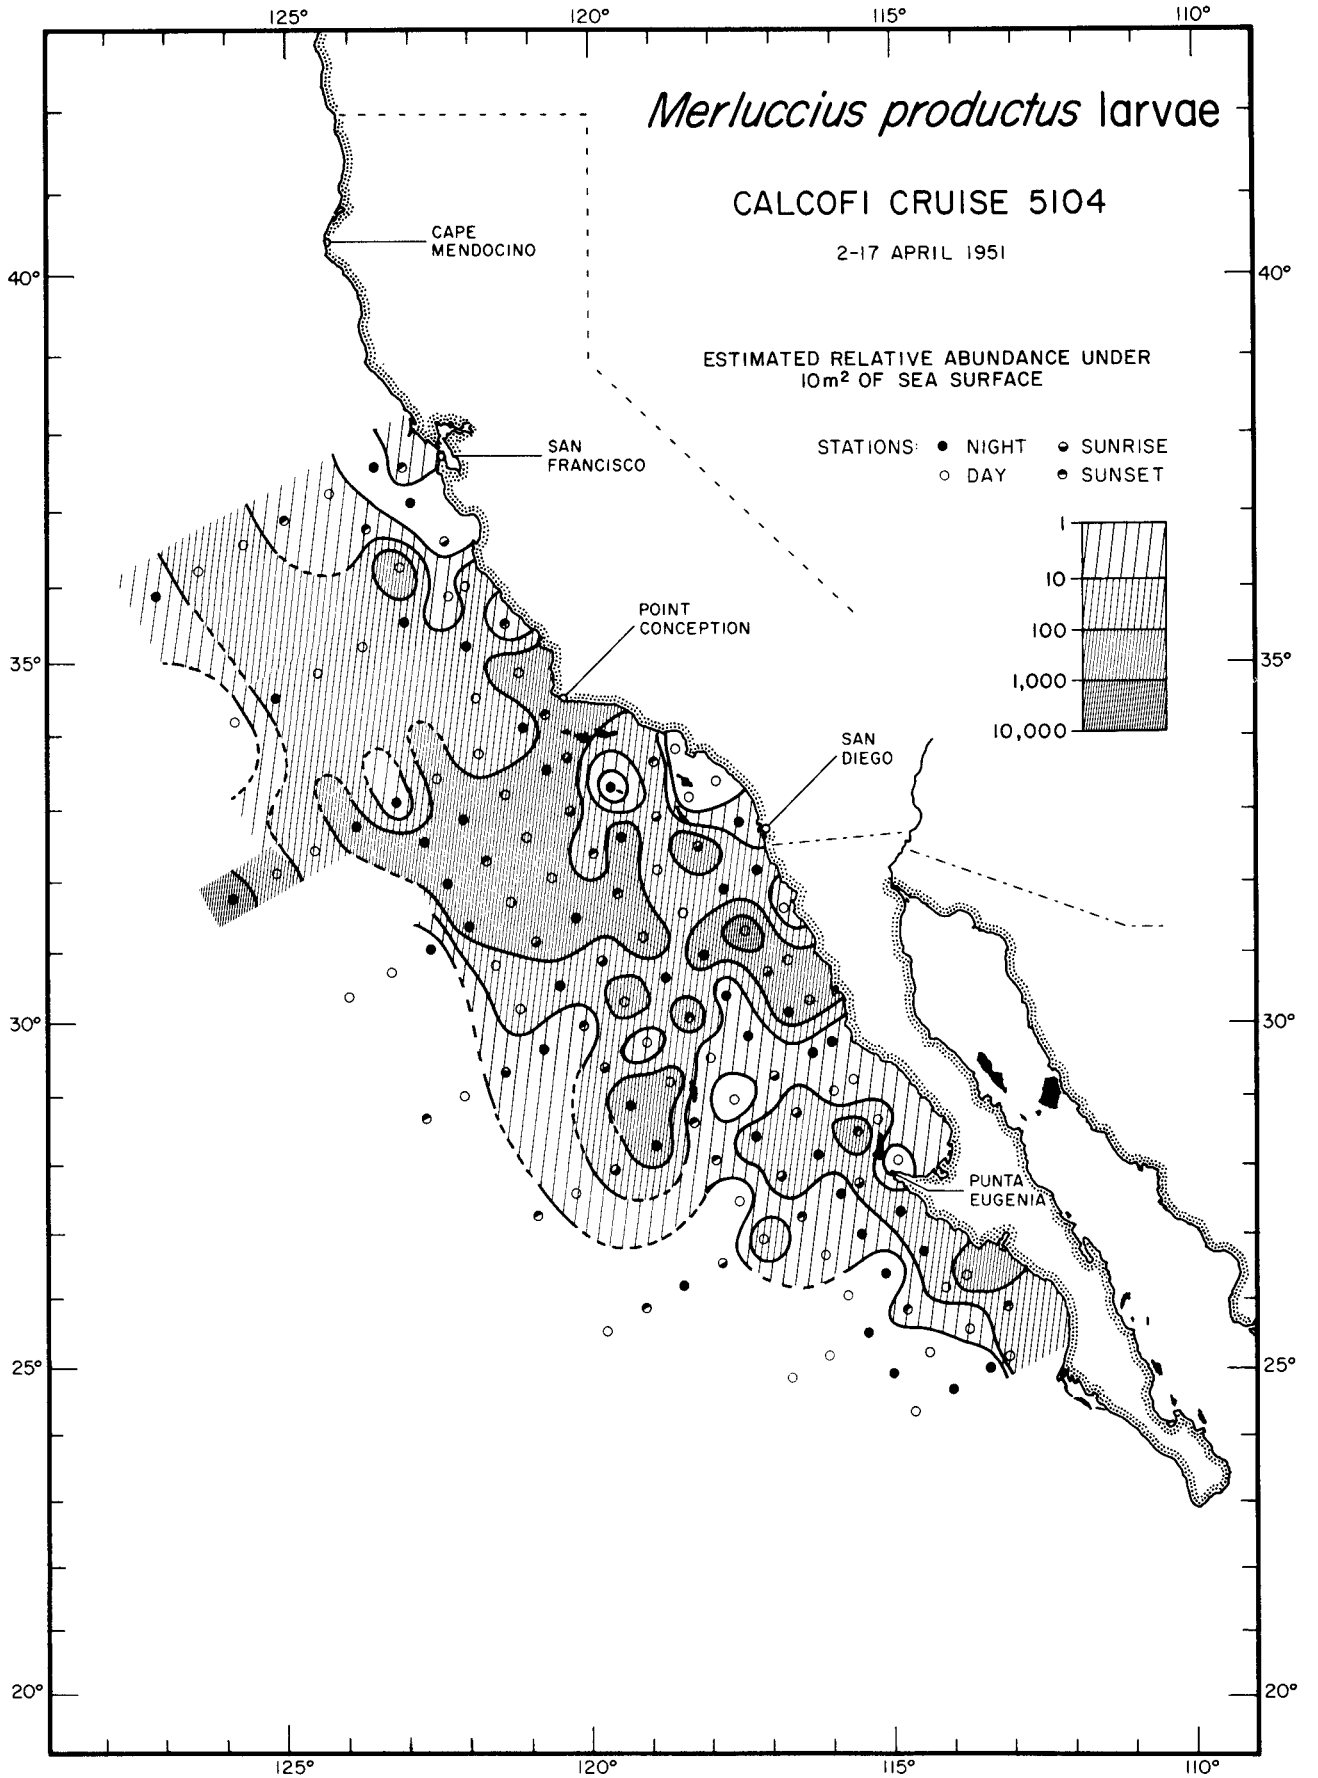 125° 120° 115° 110°
Merluccius productus larvae
CALCOFI CRUISE 5104
2-17 APRIL 1951
CAPE
MENDOCINO
40° 40°
ESTIMATED RELATIVE ABUNDANCE UNDER
10m² OF SEA SURFACE
STATIONS: ● NIGHT ◒ SUNRISE
○ DAY ◓ SUNSET
SAN
FRANCISCO
1
10
100
1,000
10,000
POINT
CONCEPTION
35° 35°
SAN
DIEGO
30° 30°
PUNTA
EUGENIA
25° 25°
20° 20°
125° 120° 115° 110°